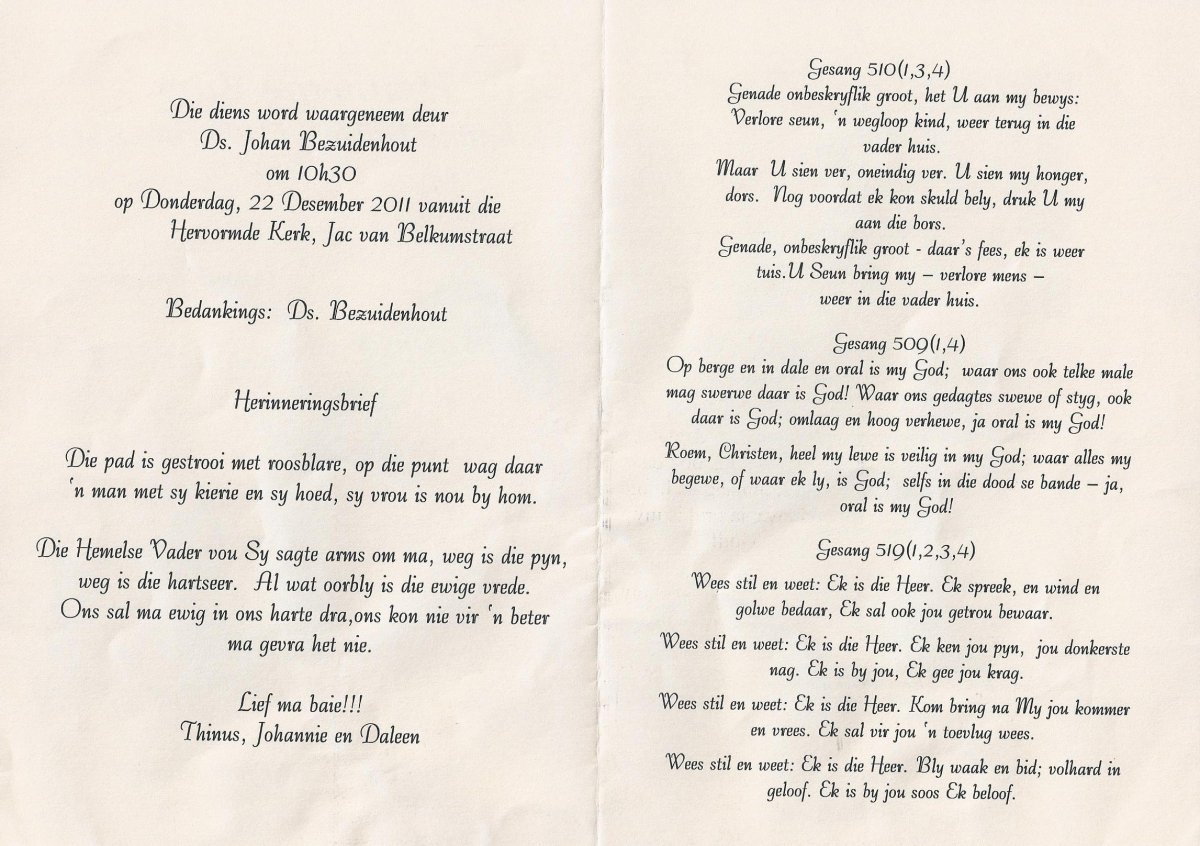 Die diens word waargeneem deur
Ds. Johan Bezuidenhout
om 10h30
op Donderdag, 22 Desember 2011 vanuit die
Hervormde Kerk, Jac van Belkumstraat
Bedankings: Ds. Bezuidenhout
Herinneringsbrief
Die pad is gestrooi met roosblare, op die punt wag daar
'n man met sy kierie en sy hoed, sy vrou is nou by hom.
Die Hemelse Vader vou Sy sagte arms om ma, weg is die pyn,
weg is die hartseer. Al wat oorbly is die ewige vrede.
Ons sal ma ewig in ons harte dra,ons kon nie vir 'n beter
ma gevra het nie.
Lief ma baie!!!
Thinus, Johannie en Daleen
Gesang 510(1,3,4)
Genade onbeskryflik groot, het U aan my bewys:
Verlore seun, 'n wegloop kind, weer terug in die
vader huis.
Maar U sien ver, oneindig ver. U sien my honger,
dors. Nog voordat ek kon skuld bely, druk U my
aan die bors.
Genade, onbeskryflik groot - daar's fees, ek is weer
tuis.U Seun bring my – verlore mens –
weer in die vader huis.
Gesang 509(1,4)
Op berge en in dale en oral is my God; waar ons ook telke male
mag swerwe daar is God! Waar ons gedagtes swewe of styg, ook
daar is God; omlaag en hoog verhewe, ja oral is my God!
Roem, Christen, heel my lewe is veilig in my God; waar alles my
begewe, of waar ek ly, is God; selfs in die dood se bande – ja,
oral is my God!
Gesang 519(1,2,3,4)
Wees stil en weet: Ek is die Heer. Ek spreek, en wind en
golwe bedaar, Ek sal ook jou getrou bewaar.
Wees stil en weet: Ek is die Heer. Ek ken jou pyn, jou donkerste
nag. Ek is by jou, Ek gee jou krag.
Wees stil en weet: Ek is die Heer. Kom bring na My jou kommer
en vrees. Ek sal vir jou 'n toevlug wees.
Wees stil en weet: Ek is die Heer. Bly waak en bid; volhard in
geloof. Ek is by jou soos Ek beloof.